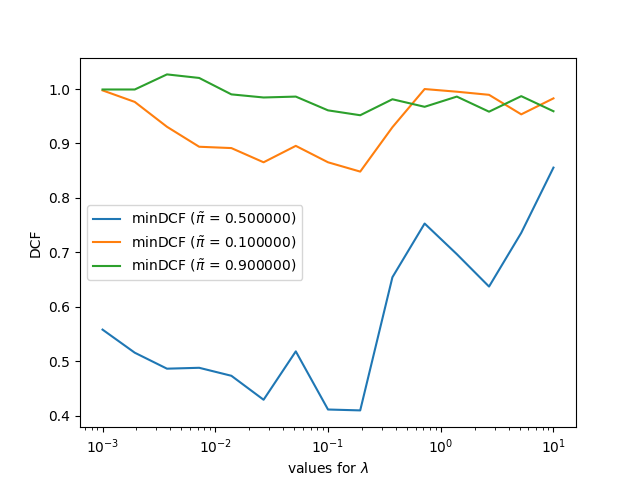 1.0
0.9
0.8
0.7
0.6
0.5
0.4
DCF
minDCF (π̃ = 0.500000)
minDCF (π̃ = 0.100000)
minDCF (π̃ = 0.900000)
10⁻³ 10⁻² 10⁻¹ 10⁰ 10¹
values for λ